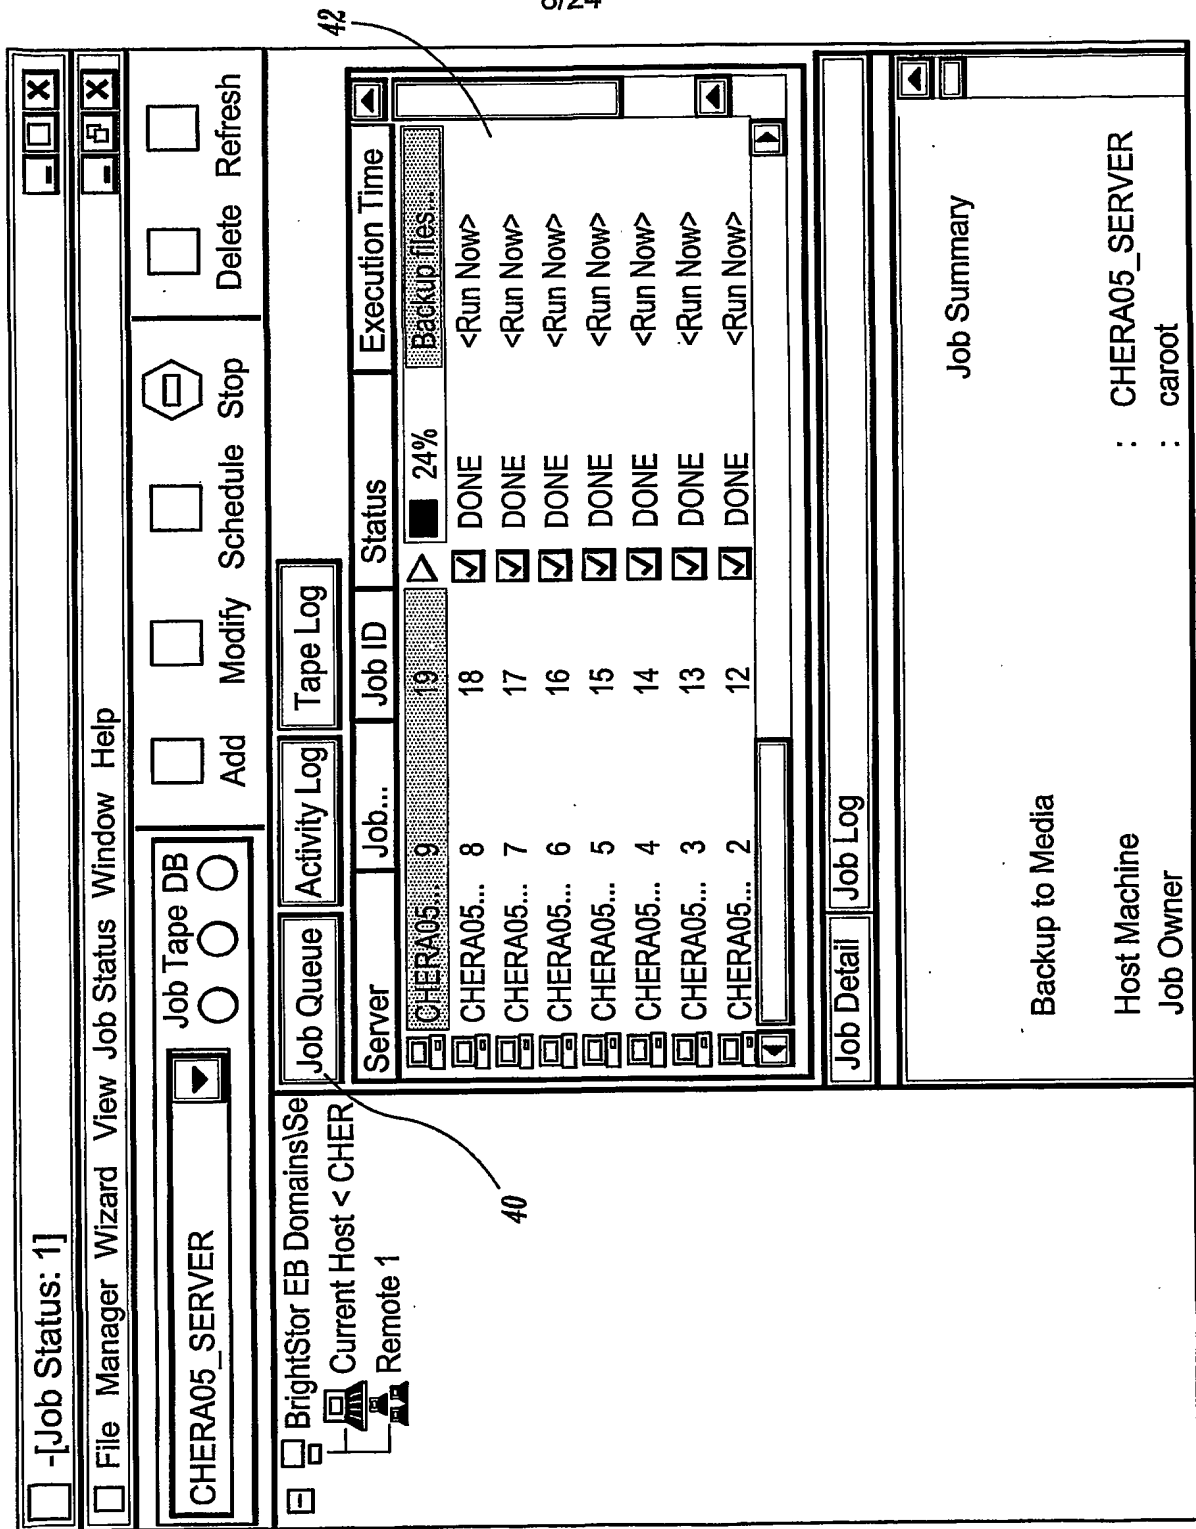 -[Job Status: 1]
File Manager Wizard View Job Status Window Help
CHERA05_SERVER
Job Tape DB
Add Modify Schedule Stop Delete Refresh
BrightStor EB Domains\Se
Current Host < CHER
Remote 1
40
Job Queue Activity Log Tape Log
Server Job... Job ID Status Execution Time
CHERA05... 9 19 24% Backup files...
CHERA05... 8 18 DONE <Run Now>
CHERA05... 7 17 DONE <Run Now>
CHERA05... 6 16 DONE <Run Now>
CHERA05... 5 15 DONE <Run Now>
CHERA05... 4 14 DONE <Run Now>
CHERA05... 3 13 DONE <Run Now>
CHERA05... 2 12 DONE <Run Now>
42
Job Detail Job Log
Job Summary
Backup to Media
Host Machine : CHERA05_SERVER
Job Owner : caroot